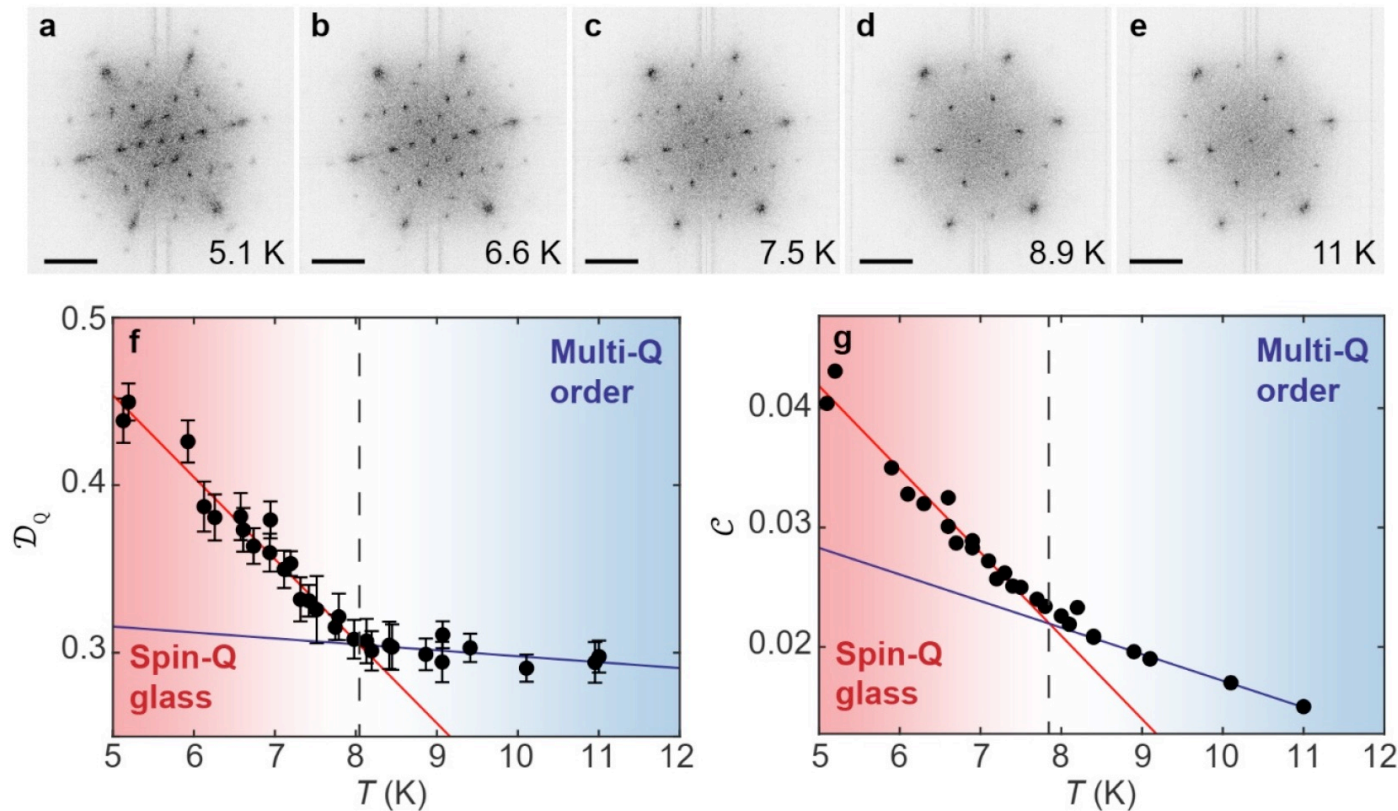 a
b
c
d
e
5.1 K
6.6 K
7.5 K
8.9 K
11 K
0.5
0.4
0.3
f
Multi-Q
order
Spin-Q
glass
𝒟Q
5 6 7 8 9 10 11 12
T (K)
0.04
0.03
0.02
g
Multi-Q
order
Spin-Q
glass
𝒞
5 6 7 8 9 10 11 12
T (K)